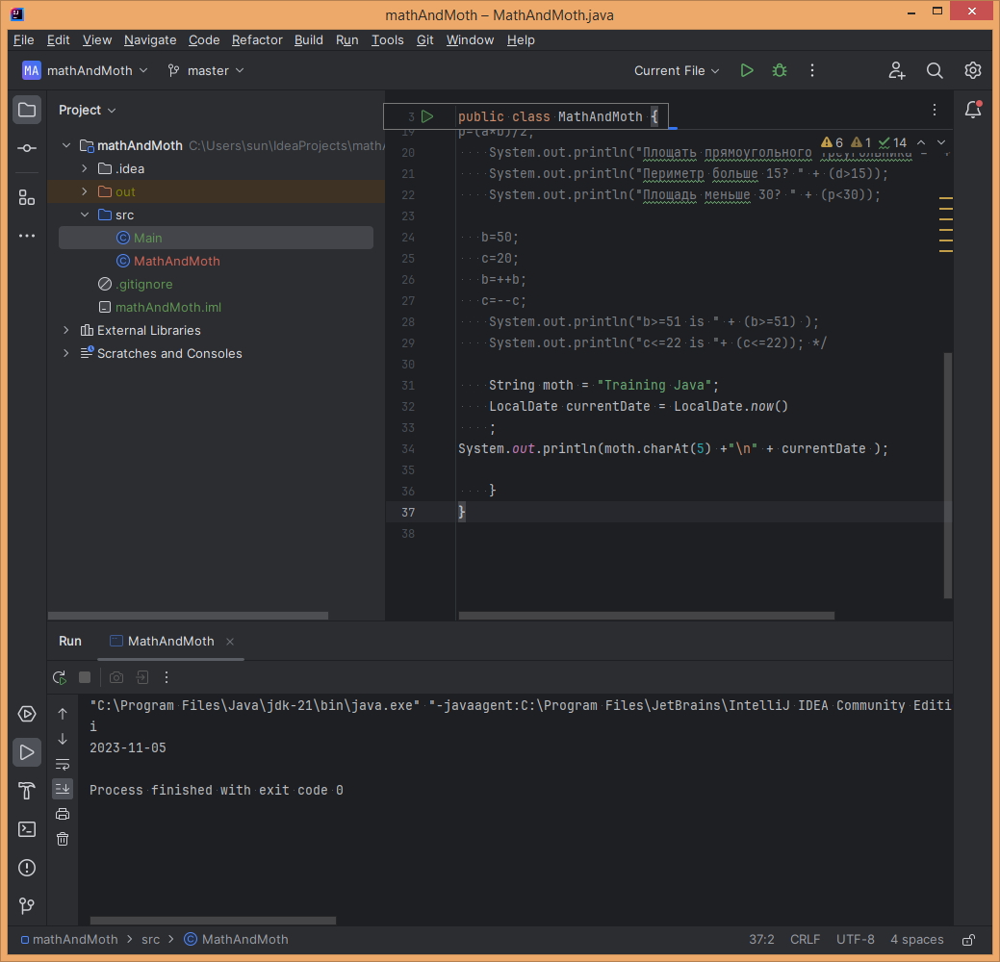 mathAndMoth – MathAndMoth.java
File Edit View Navigate Code Refactor Build Run Tools Git Window Help
MA mathAndMoth master Current File
Project
mathAndMoth C:\Users\sun\IdeaProjects\math
.idea
out
src
Main
MathAndMoth
.gitignore
mathAndMoth.iml
External Libraries
Scratches and Consoles
3 public class MathAndMoth {
19 p=(a*b)/2;
6 1 14
20 System.out.println("Площать прямоугольного треугольника =
21 System.out.println("Периметр больше 15? " + (d>15));
22 System.out.println("Площадь меньше 30? " + (p<30));
23
24 b=50;
25 c=20;
26 b=++b;
27 c=--c;
28 System.out.println("b>=51 is " + (b>=51) );
29 System.out.println("c<=22 is "+ (c<=22)); */
30
31 String moth = "Training Java";
32 LocalDate currentDate = LocalDate.now()
33 ;
34 System.out.println(moth.charAt(5) +"\n" + currentDate );
35
36 }
37 }
38
Run MathAndMoth
"C:\Program Files\Java\jdk-21\bin\java.exe" "-javaagent:C:\Program Files\JetBrains\IntelliJ IDEA Community Editi
i
2023-11-05
Process finished with exit code 0
mathAndMoth > src > MathAndMoth 37:2 CRLF UTF-8 4 spaces